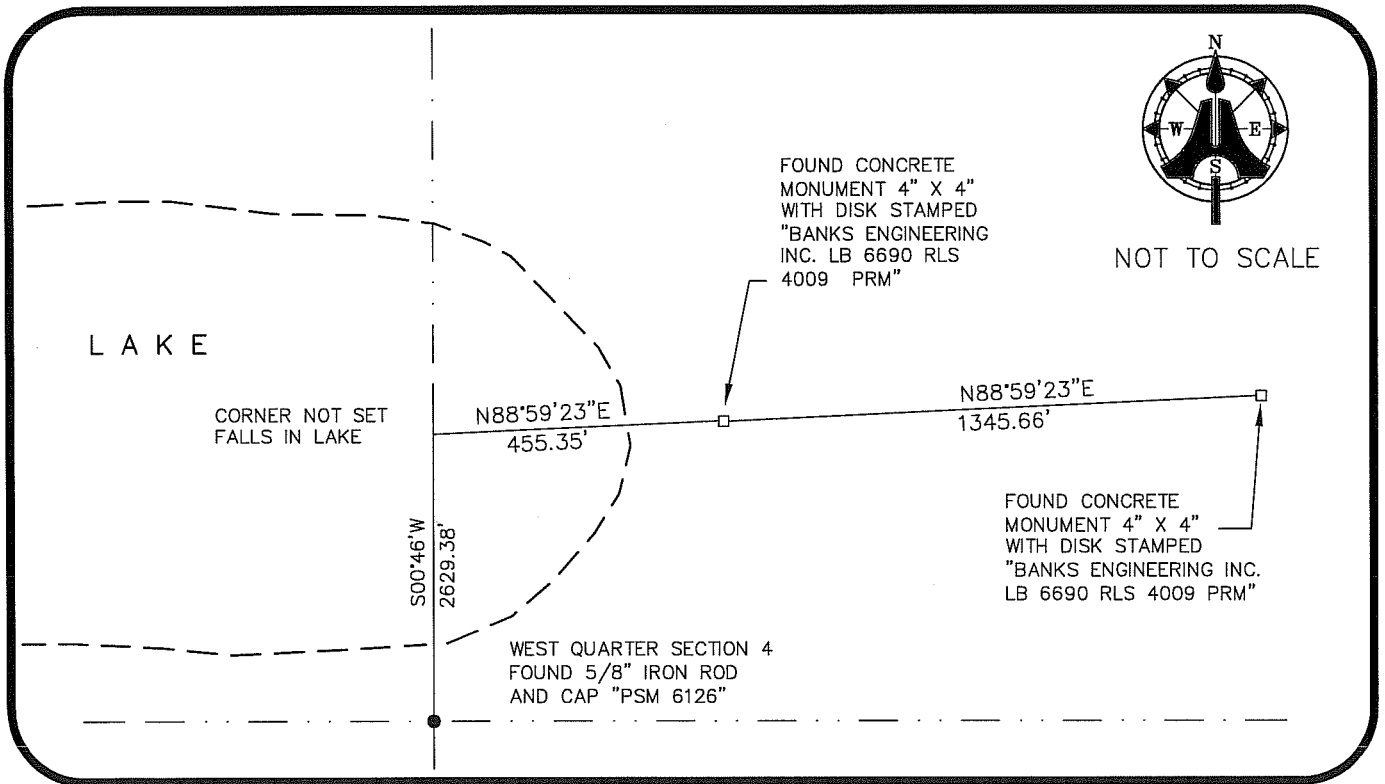 N
W E
S
NOT TO SCALE
FOUND CONCRETE
MONUMENT 4" X 4"
WITH DISK STAMPED
"BANKS ENGINEERING
INC. LB 6690 RLS
4009 PRM"
LAKE
CORNER NOT SET
FALLS IN LAKE
N88°59'23"E
455.35'
N88°59'23"E
1345.66'
S00°46'W
2629.38'
FOUND CONCRETE
MONUMENT 4" X 4"
WITH DISK STAMPED
"BANKS ENGINEERING INC.
LB 6690 RLS 4009 PRM"
WEST QUARTER SECTION 4
FOUND 5/8" IRON ROD
AND CAP "PSM 6126"